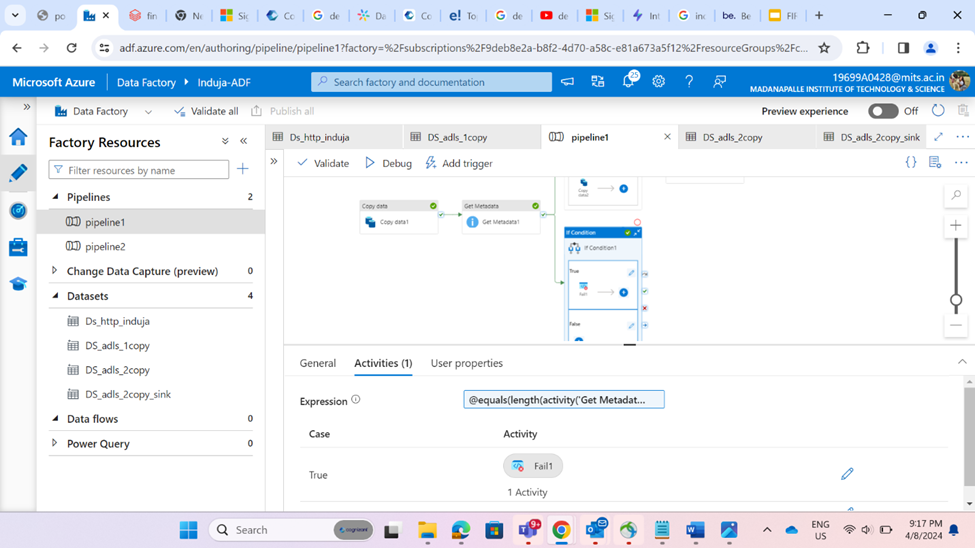 po
fin
Ne
Sig
Co
de
Da
Co
e! To
de
de
Sig
Int
inc
be. Be
FIF
adf.azure.com/en/authoring/pipeline/pipeline1?factory=%2Fsubscriptions%2F9deb8e2a-b8f2-4d70-a58c-e81a673a5f12%2FresourceGroups%2Fc...
Microsoft Azure
Data Factory
Induja-ADF
Search factory and documentation
25
19699A0428@mits.ac.in
MADANAPALLE INSTITUTE OF TECHNOLOGY & SCIENCE
Data Factory
Validate all
Publish all
Preview experience
Off
Factory Resources
Filter resources by name
Pipelines 2
pipeline1
pipeline2
Change Data Capture (preview) 0
Datasets 4
Ds_http_induja
DS_adls_1copy
DS_adls_2copy
DS_adls_2copy_sink
Data flows 0
Power Query 0
Ds_http_induja
DS_adls_1copy
pipeline1
DS_adls_2copy
DS_adls_2copy_sink
Validate
Debug
Add trigger
Copy data
Copy data1
Get Metadata
Get Metadata1
Copy
data2
If Condition
If Condition1
True
Fail1
False
General
Activities (1)
User properties
Expression
@equals(length(activity('Get Metadat...
Case
Activity
True
Fail1
1 Activity
Search
9+
ENG
US
9:17 PM
4/8/2024